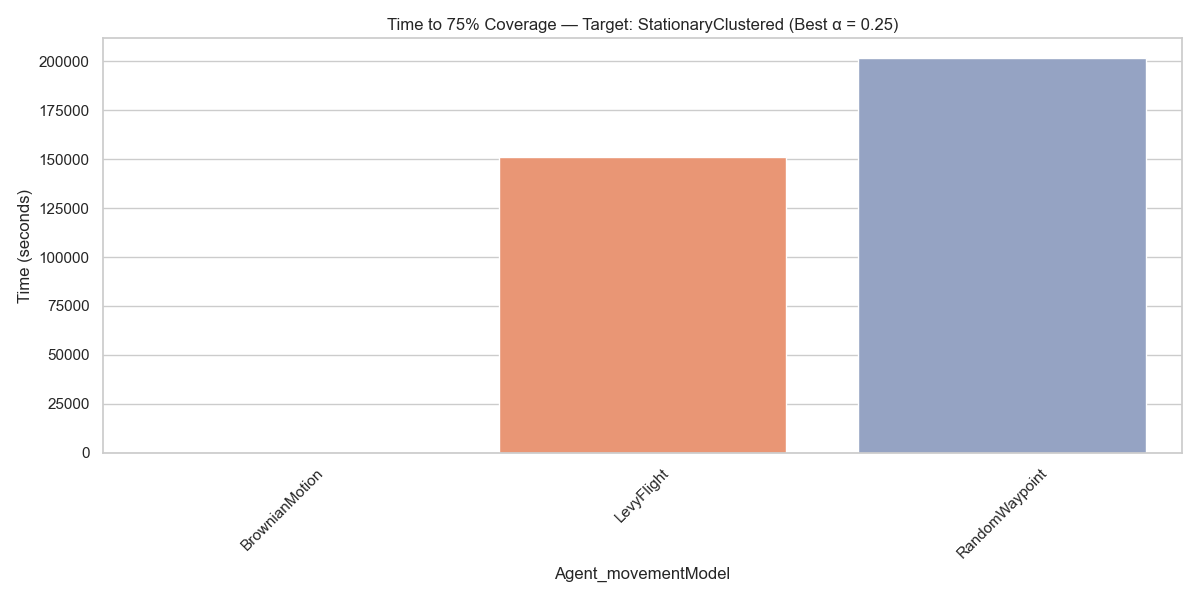 Time to 75% Coverage — Target: StationaryClustered (Best α = 0.25)
200000
175000
150000
125000
100000
75000
50000
25000
0
Time (seconds)
BrownianMotion
LevyFlight
RandomWaypoint
Agent_movementModel